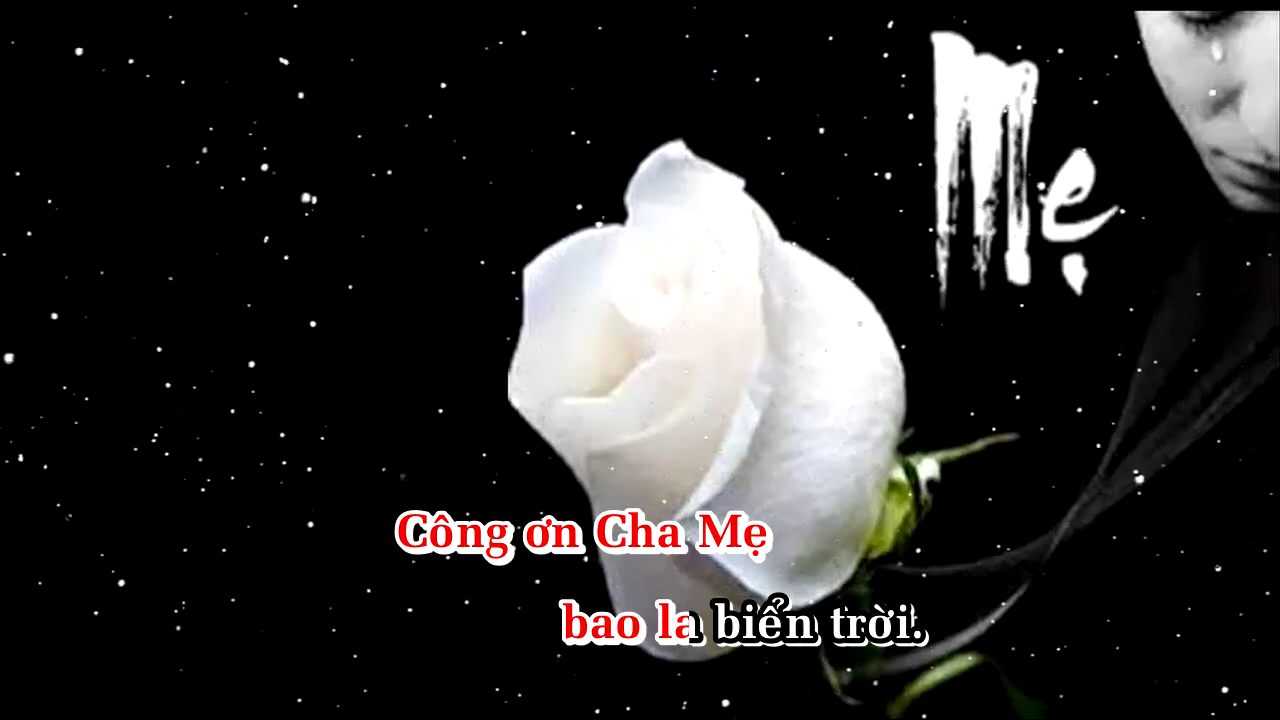 Mẹ
Công ơn Cha Mẹ
bao la biển trời.